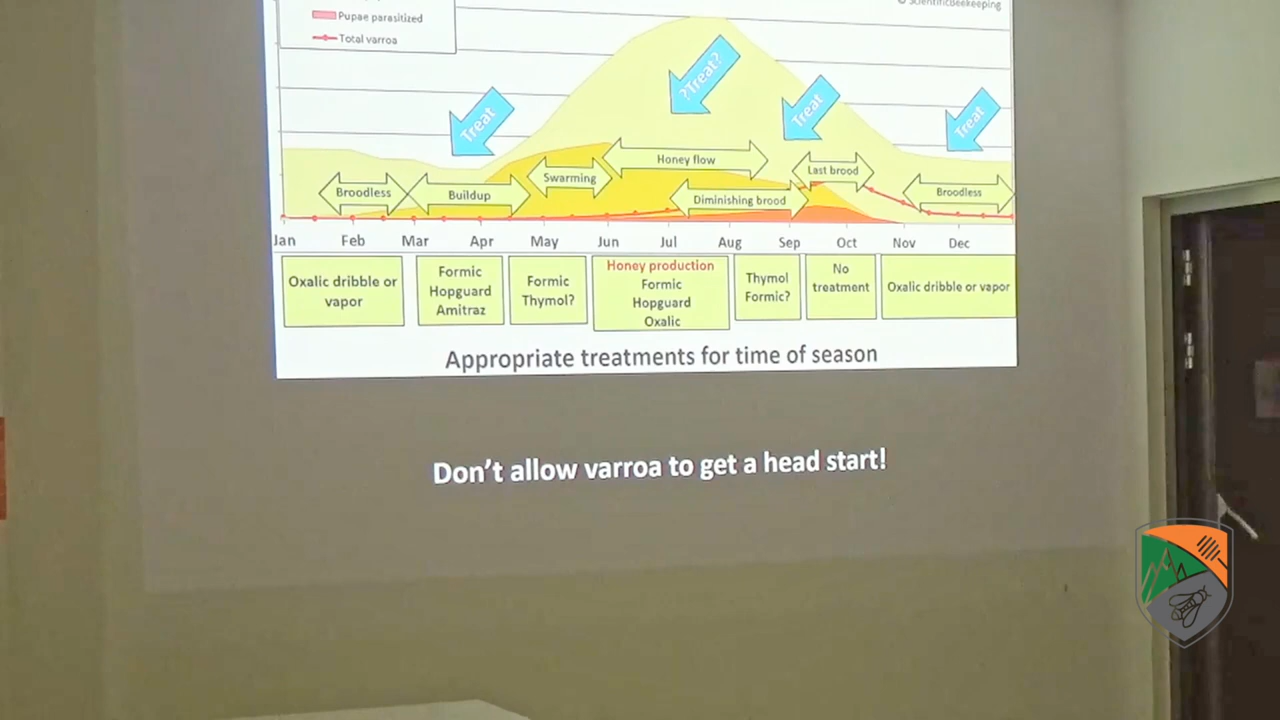 © ScientificBeekeeping
Pupae parasitized
Total varroa
Treat
?Treat?
Treat
Treat
Honey flow
Swarming
Last brood
Broodless
Buildup
Diminishing brood
Broodless
Jan Feb Mar Apr May Jun Jul Aug Sep Oct Nov Dec
Oxalic dribble or
vapor
Formic
Hopguard
Amitraz
Formic
Thymol?
Honey production
Formic
Hopguard
Oxalic
Thymol
Formic?
No
treatment
Oxalic dribble or vapor
Appropriate treatments for time of season
Don't allow varroa to get a head start!